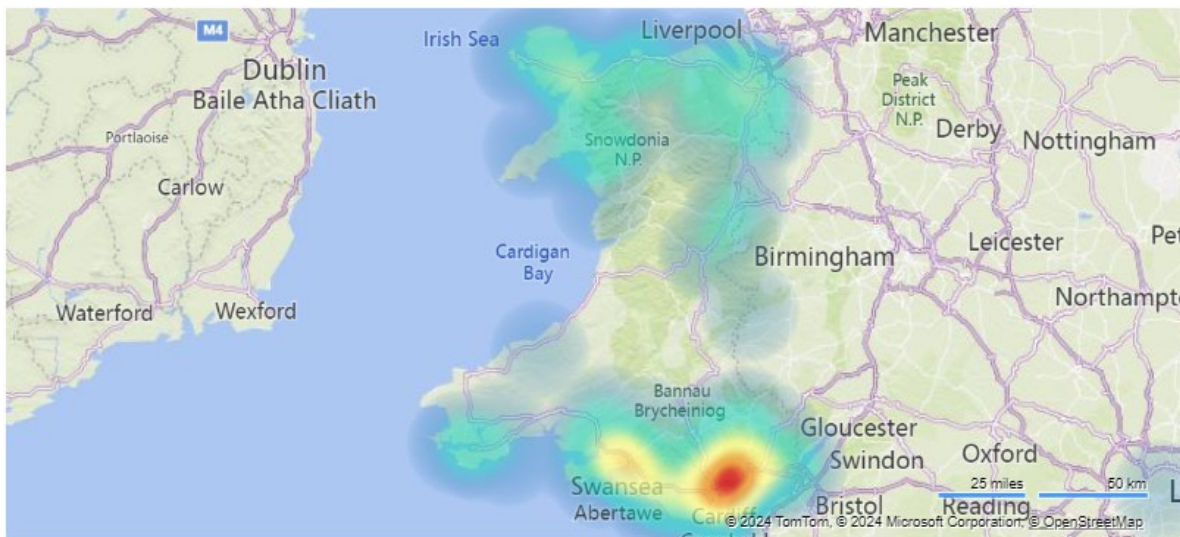 M4
Irish Sea
Liverpool
Manchester
Dublin
Baile Atha Cliath
Peak
District
N.P.
Portlaoise
Derby
Nottingham
Snowdonia
N.P.
Carlow
Cardigan
Bay
Birmingham
Leicester
Waterford
Wexford
Northampt
Bannau
Brycheiniog
Gloucester
Swindon
Oxford
Swansea
Abertawe
Cardiff
Bristol
Reading
25 miles
50 km
© 2024 TomTom, © 2024 Microsoft Corporation, © OpenStreetMap